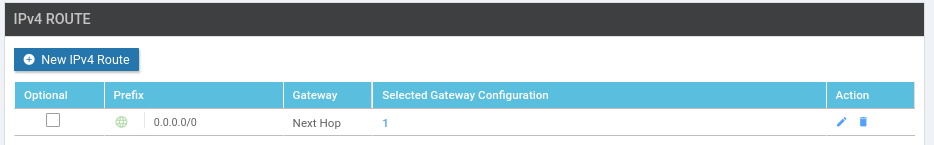 IPv4 ROUTE
New IPv4 Route
Optional Prefix Gateway Selected Gateway Configuration Action
0.0.0.0/0 Next Hop 1